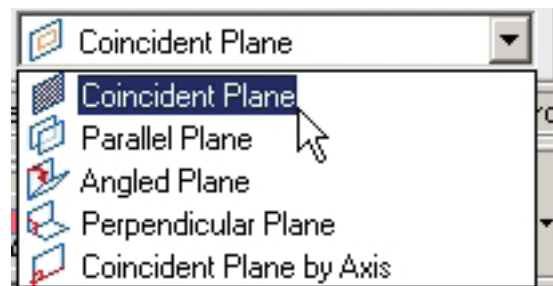 Coincident Plane
Coincident Plane
Parallel Plane
Angled Plane
Perpendicular Plane
Coincident Plane by Axis